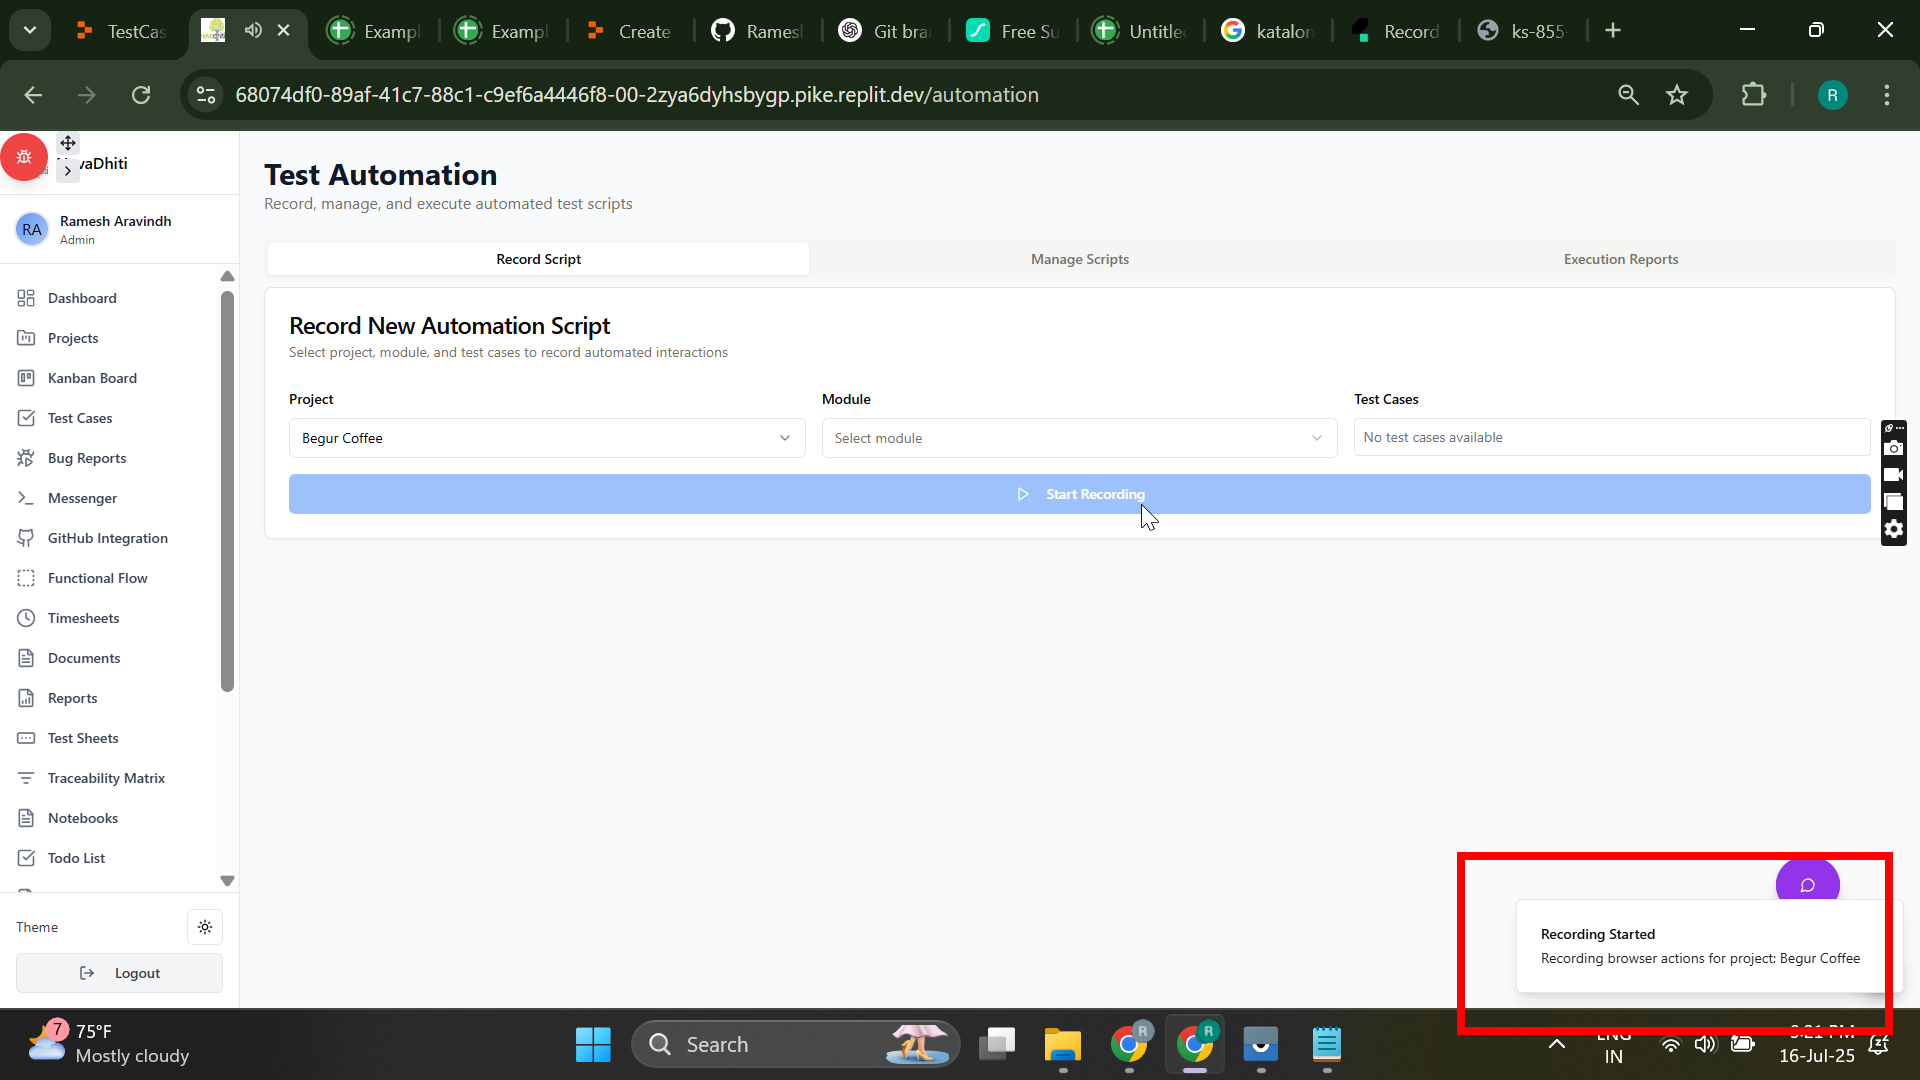 TestCas
Exampl
Exampl
Create
Ramesh
Git bra
Free Su
Untitle
katalon
Record
ks-855-
68074df0-89af-41c7-88c1-c9ef6a4446f8-00-2zya6dyhsbygp.pike.replit.dev/automation
R
vaDhiti
RA
Ramesh Aravindh
Admin
Dashboard
Projects
Kanban Board
Test Cases
Bug Reports
Messenger
GitHub Integration
Functional Flow
Timesheets
Documents
Reports
Test Sheets
Traceability Matrix
Notebooks
Todo List
Theme
Logout
Test Automation
Record, manage, and execute automated test scripts
Record Script
Manage Scripts
Execution Reports
Record New Automation Script
Select project, module, and test cases to record automated interactions
Project
Module
Test Cases
Begur Coffee
Select module
No test cases available
Start Recording
Recording Started
Recording browser actions for project: Begur Coffee
7
75°F
Mostly cloudy
Search
R
R
ENG
IN
16-Jul-25